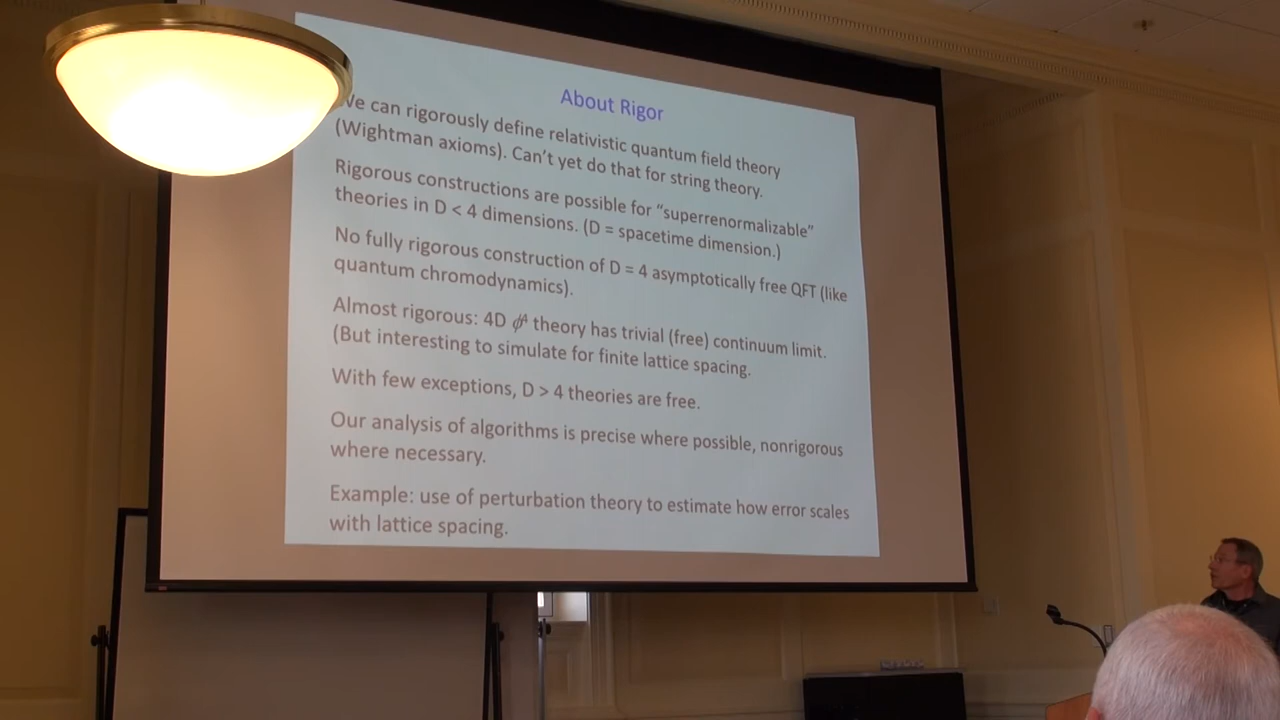 About Rigor
We can rigorously define relativistic quantum field theory
(Wightman axioms). Can't yet do that for string theory.
Rigorous constructions are possible for “superrenormalizable”
theories in D < 4 dimensions. (D = spacetime dimension.)
No fully rigorous construction of D = 4 asymptotically free QFT (like
quantum chromodynamics).
Almost rigorous: 4D ϕ⁴ theory has trivial (free) continuum limit.
(But interesting to simulate for finite lattice spacing.
With few exceptions, D > 4 theories are free.
Our analysis of algorithms is precise where possible, nonrigorous
where necessary.
Example: use of perturbation theory to estimate how error scales
with lattice spacing.